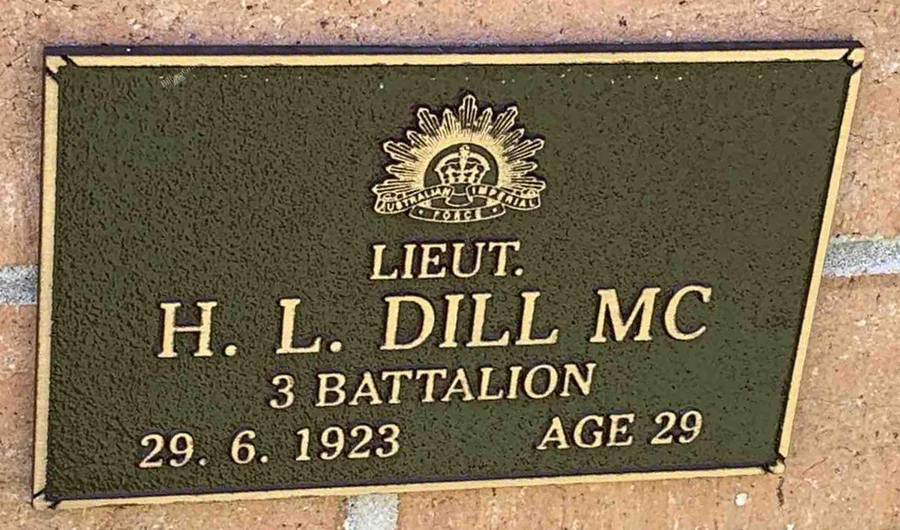 AUSTRALIAN IMPERIAL
FORCE
LIEUT.
H. L. DILL MC
3 BATTALION
29. 6. 1923 AGE 29